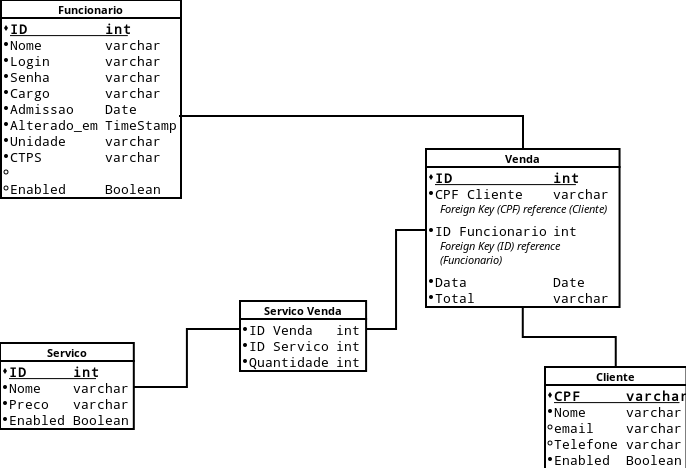 Funcionario
ID int
Nome varchar
Login varchar
Senha varchar
Cargo varchar
Admissao Date
Alterado_em TimeStamp
Unidade varchar
CTPS varchar
Enabled Boolean
Venda
ID int
CPF Cliente varchar
Foreign Key (CPF) reference (Cliente)
ID Funcionario int
Foreign Key (ID) reference
(Funcionario)
Data Date
Total varchar
Servico Venda
ID Venda int
ID Servico int
Quantidade int
Servico
ID int
Nome varchar
Preco varchar
Enabled Boolean
Cliente
CPF varchar
Nome varchar
email varchar
Telefone varchar
Enabled Boolean